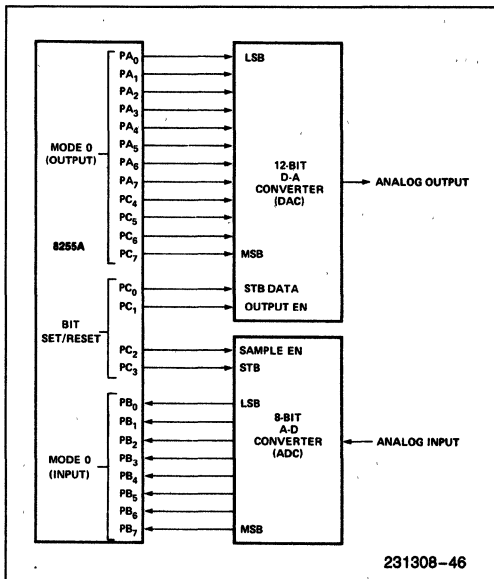 PA0 LSB
PA1
PA2
PA3
PA4
MODE 0
(OUTPUT)
PA5
PA6
PA7
12-BIT
D-A
CONVERTER
(DAC)
ANALOG OUTPUT
PC4
PC5
PC6
8255A
PC7 MSB
PC0 STB DATA
PC1 OUTPUT EN
BIT
SET/RESET
PC2 SAMPLE EN
PC3 STB
PB0 LSB
PB1
PB2
PB3
MODE 0
(INPUT)
PB4
PB5
PB6
8-BIT
A-D
CONVERTER
(ADC)
ANALOG INPUT
PB7 MSB
231308-46